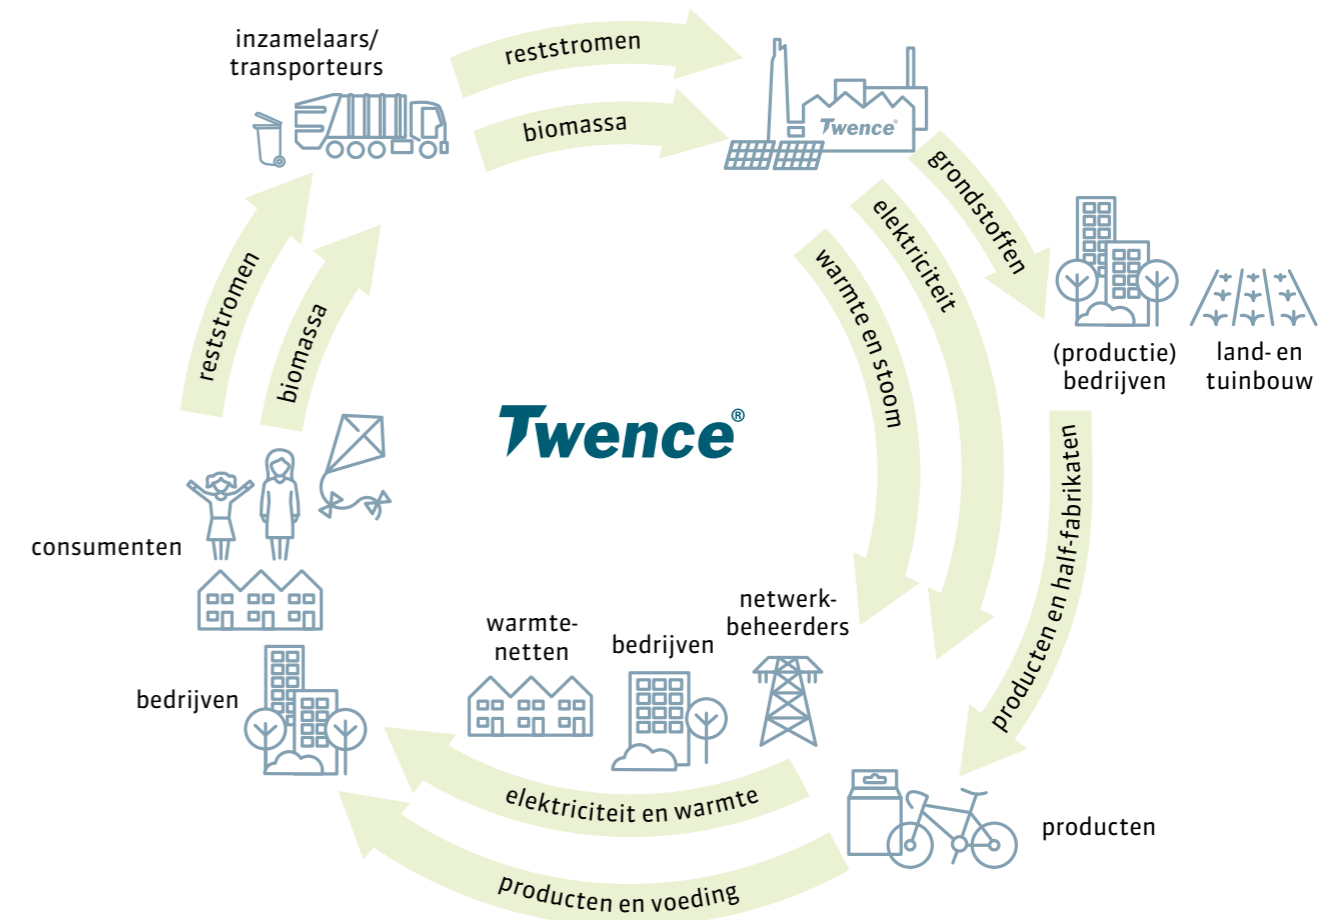 inzamelaars/
transporteurs
reststromen
biomassa
Twence®
grondstoffen
elektriciteit
warmte en stoom
(productie)
bedrijven
land- en
tuinbouw
producten en half-fabrikaten
producten
netwerk-
beheerders
bedrijven
warmte-
netten
elektriciteit en warmte
producten en voeding
bedrijven
consumenten
reststromen
biomassa
Twence®